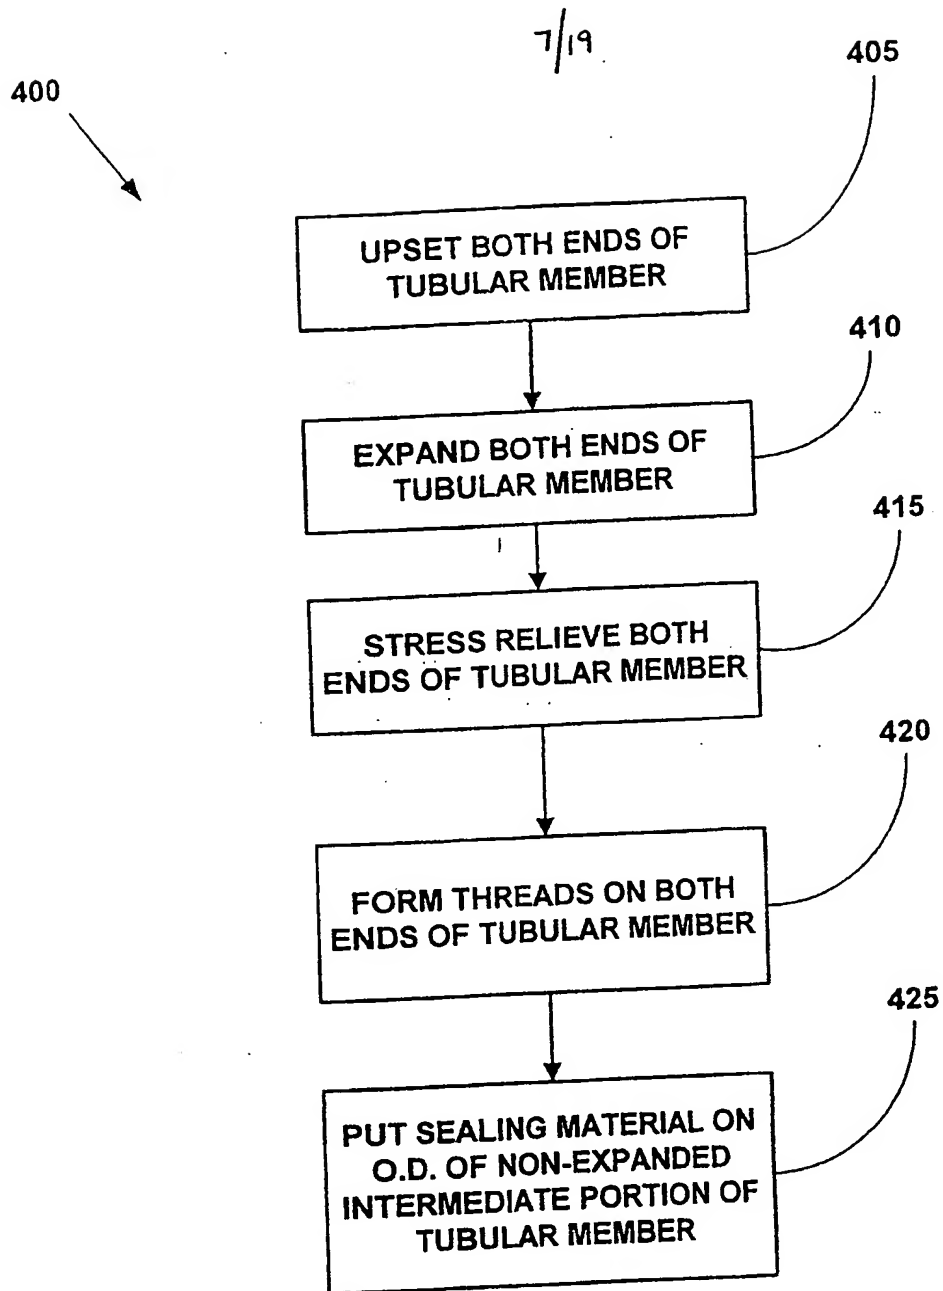 7/19
405
400
UPSET BOTH ENDS OF
TUBULAR MEMBER
410
EXPAND BOTH ENDS OF
TUBULAR MEMBER
415
STRESS RELIEVE BOTH
ENDS OF TUBULAR MEMBER
420
FORM THREADS ON BOTH
ENDS OF TUBULAR MEMBER
425
PUT SEALING MATERIAL ON
O.D. OF NON-EXPANDED
INTERMEDIATE PORTION OF
TUBULAR MEMBER